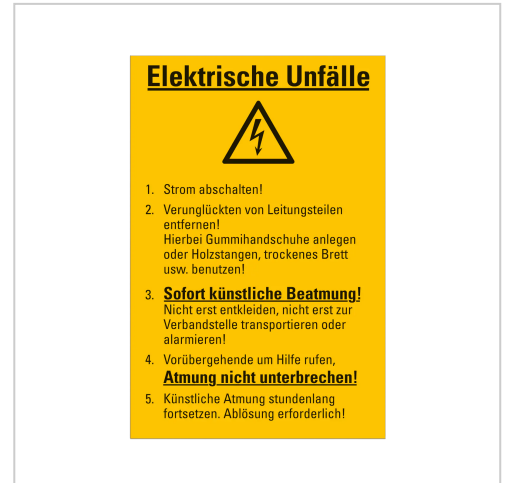 Elektrische Unfälle
1. Strom abschalten!
2. Verunglückten von Leitungsteilen
entfernen!
Hierbei Gummihandschuhe anlegen
oder Holzstangen, trockenes Brett
usw. benutzen!
3. Sofort künstliche Beatmung!
Nicht erst entkleiden, nicht erst zur
Verbandstelle transportieren oder
alarmieren!
4. Vorübergehende um Hilfe rufen,
Atmung nicht unterbrechen!
5. Künstliche Atmung stundenlang
fortsetzen. Ablösung erforderlich!